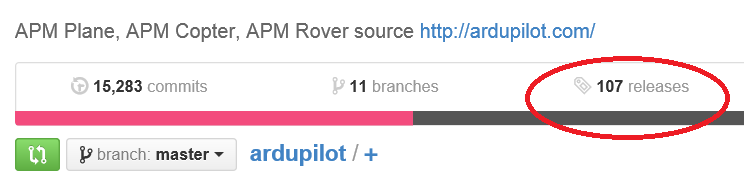 APM Plane, APM Copter, APM Rover source http://ardupilot.com/
15,283 commits 11 branches 107 releases
branch: master ardupilot / +